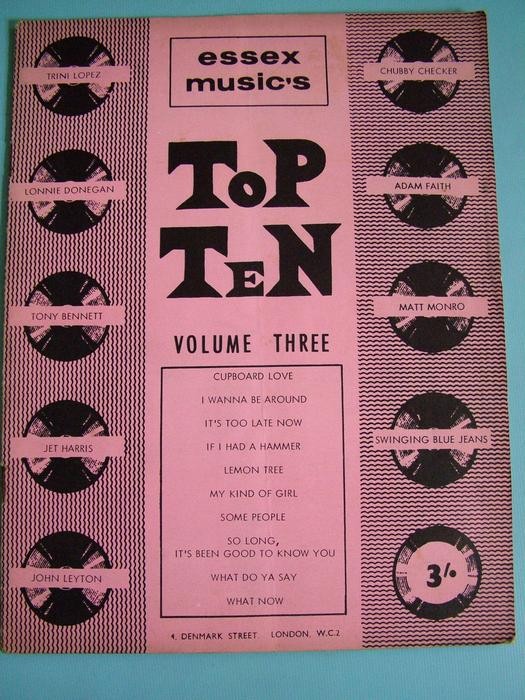 essex
music's
TOP
TEN
VOLUME THREE
TRINI LOPEZ
LONNIE DONEGAN
TONY BENNETT
JET HARRIS
JOHN LEYTON
CHUBBY CHECKER
ADAM FAITH
MATT MONRO
SWINGING BLUE JEANS
3/-
CUPBOARD LOVE
I WANNA BE AROUND
IT'S TOO LATE NOW
IF I HAD A HAMMER
LEMON TREE
MY KIND OF GIRL
SOME PEOPLE
SO LONG,
IT'S BEEN GOOD TO KNOW YOU
WHAT DO YA SAY
WHAT NOW
4, DENMARK STREET LONDON, W.C.2